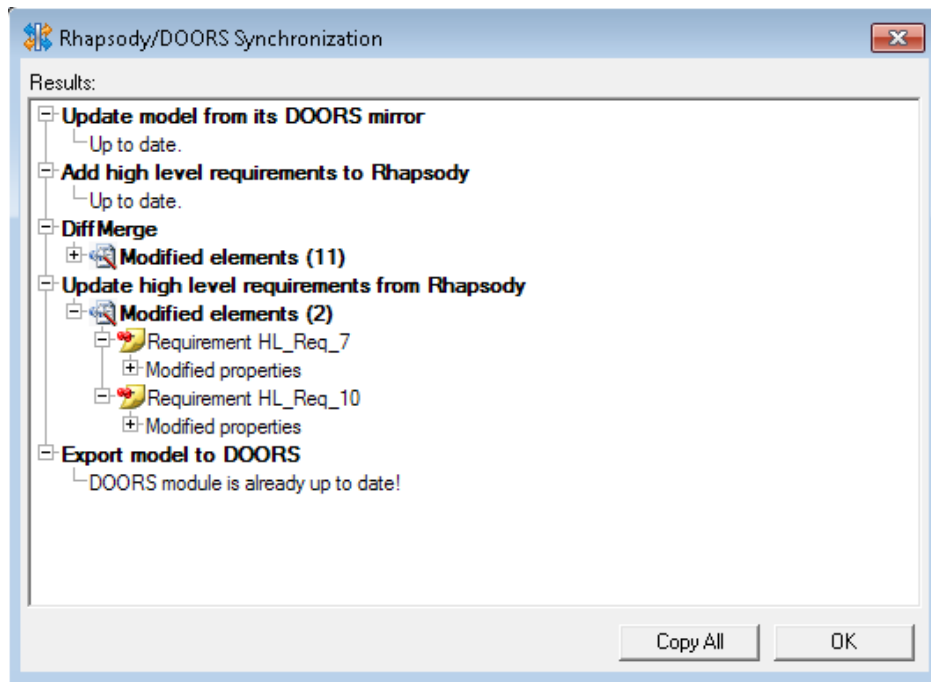 Rhapsody/DOORS Synchronization
Results:
Update model from its DOORS mirror
Up to date.
Add high level requirements to Rhapsody
Up to date.
DiffMerge
Modified elements (11)
Update high level requirements from Rhapsody
Modified elements (2)
Requirement HL_Req_7
Modified properties
Requirement HL_Req_10
Modified properties
Export model to DOORS
DOORS module is already up to date!
Copy All OK